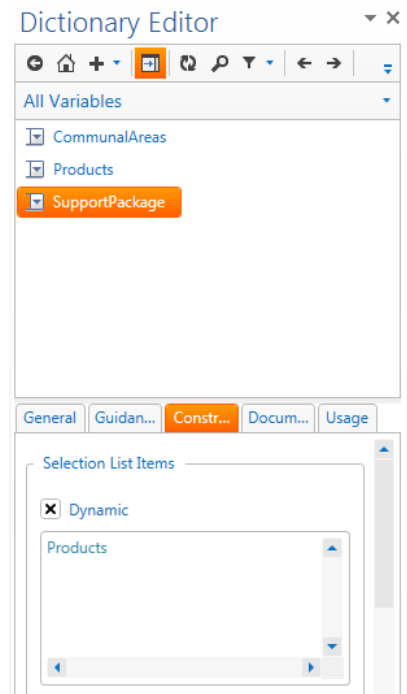 Dictionary Editor
All Variables
CommunalAreas
Products
SupportPackage
General Guidan... Constr... Docum... Usage
Selection List Items
Dynamic
Products